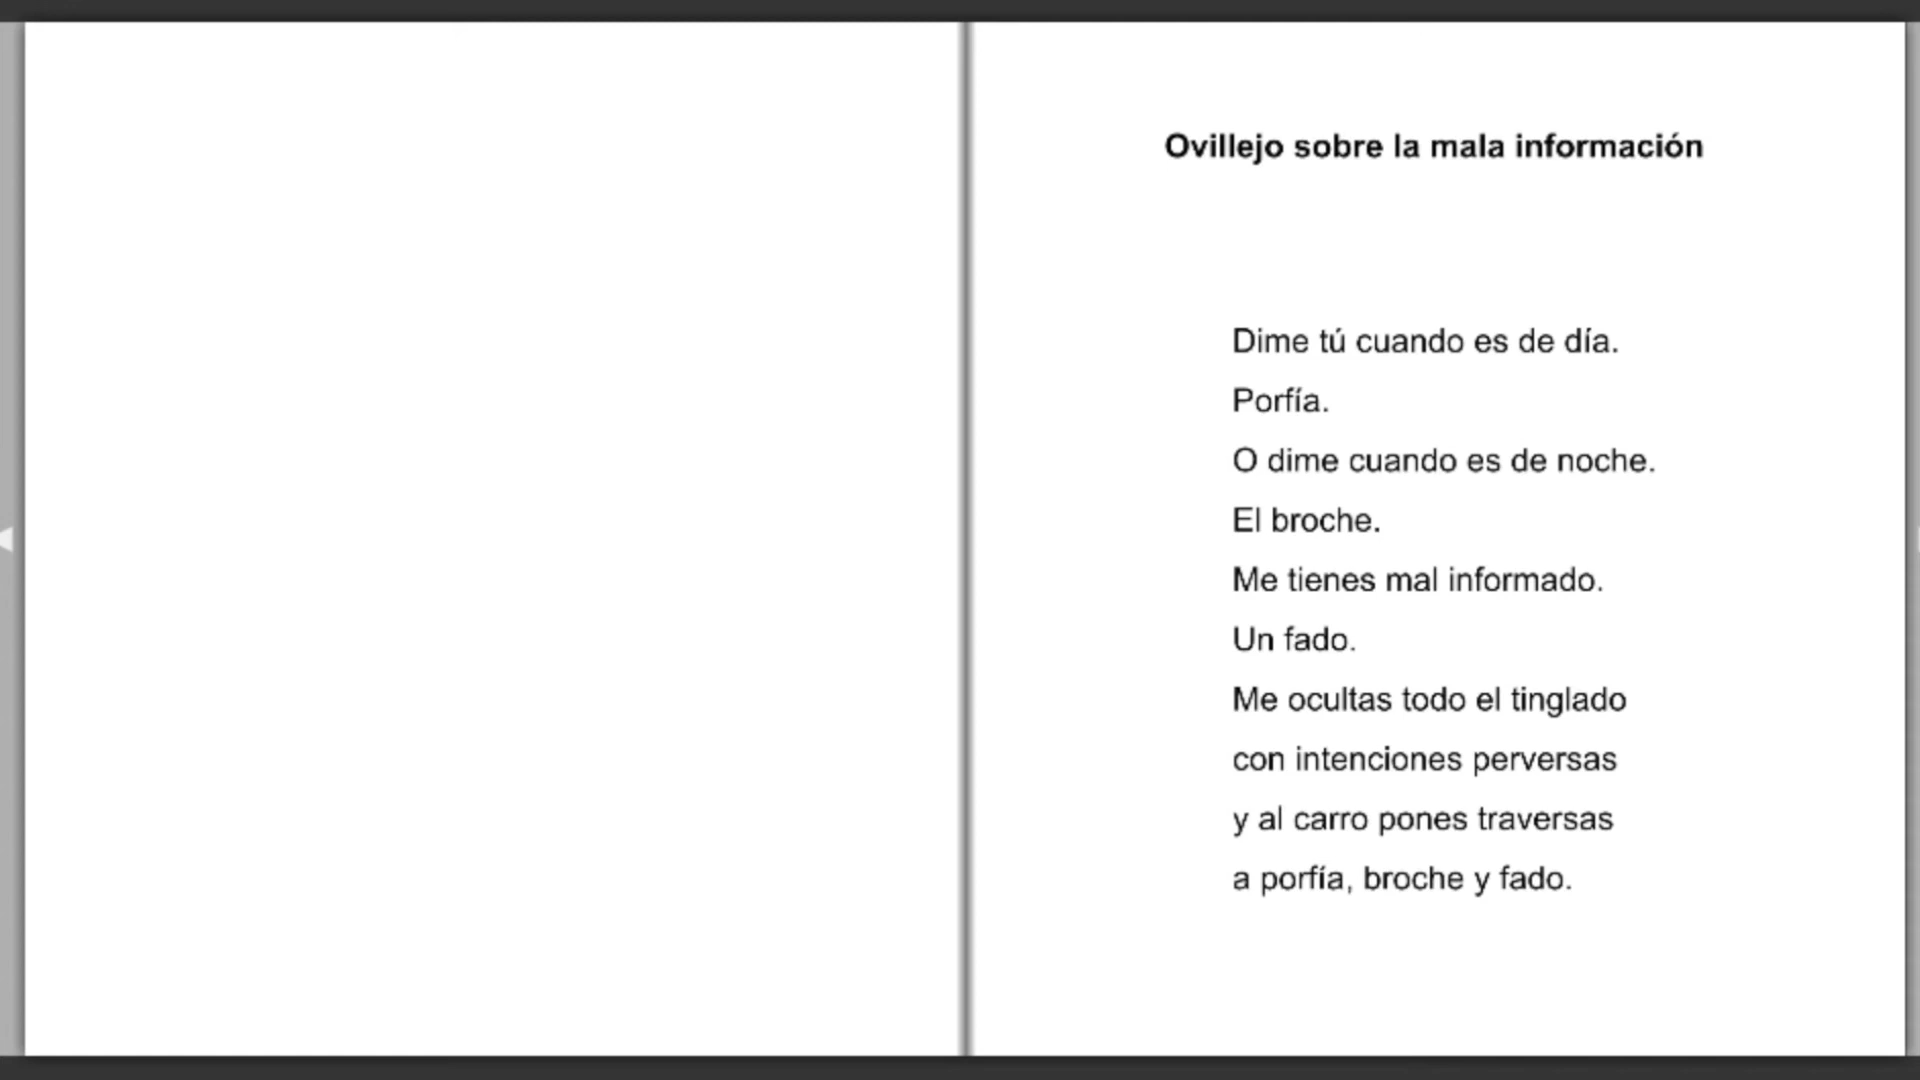 Ovillejo sobre la mala información
Dime tú cuando es de día.
Porfía.
O dime cuando es de noche.
El broche.
Me tienes mal informado.
Un fado.
Me ocultas todo el tinglado
con intenciones perversas
y al carro pones traversas
a porfía, broche y fado.